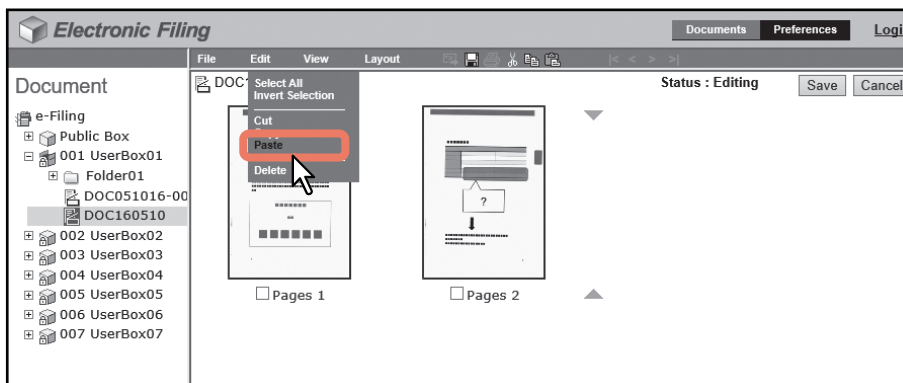 Electronic Filing
Documents Preferences Logi
File Edit View Layout |< < > >|
Document
DOC1
Status : Editing Save Cancel
Select All
Invert Selection
Cut
Paste
Delete
e-Filing
Public Box
001 UserBox01
Folder01
DOC051016-00
DOC160510
002 UserBox02
003 UserBox03
004 UserBox04
005 UserBox05
006 UserBox06
007 UserBox07
?
Pages 1
Pages 2